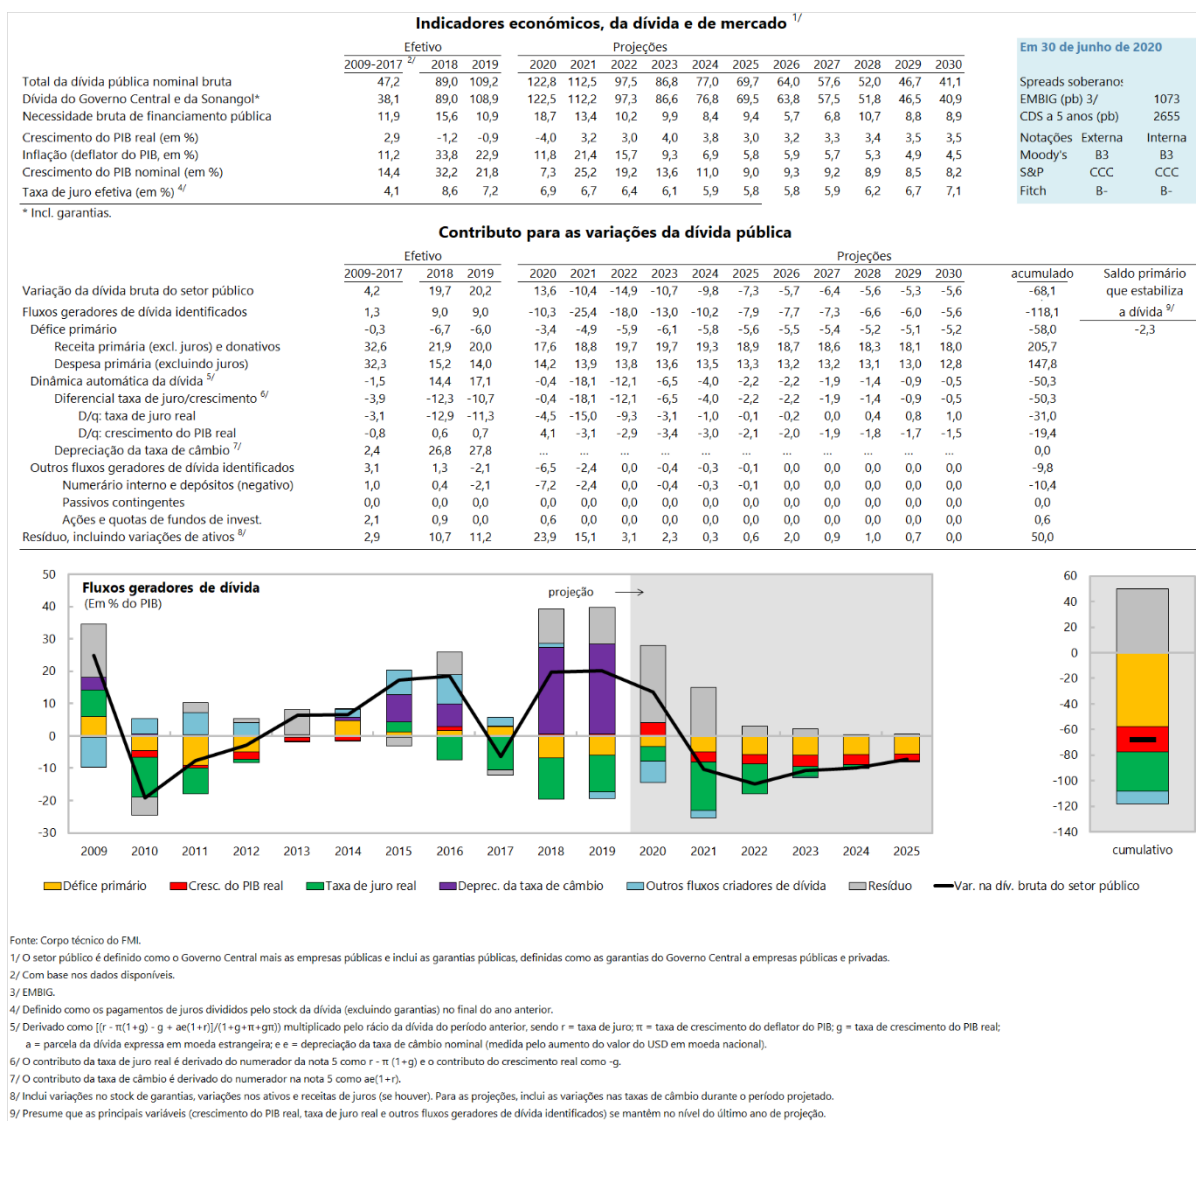 Indicadores económicos, da dívida e de mercado 1/
Efetivo Projeções Em 30 de junho de 2020
2009-2017 2/ 2018 2019 2020 2021 2022 2023 2024 2025 2026 2027 2028 2029 2030
Total da dívida pública nominal bruta 47,2 89,0 109,2 122,8 112,5 97,5 86,8 77,0 69,7 64,0 57,6 52,0 46,7 41,1 Spreads soberanos
Dívida do Governo Central e da Sonangol* 38,1 89,0 108,9 122,5 112,2 97,3 86,6 76,8 69,5 63,8 57,5 51,8 46,5 40,9 EMBIG (pb) 3/ 1073
Necessidade bruta de financiamento pública 11,9 15,6 10,9 18,7 13,4 10,2 9,9 8,4 9,4 5,7 6,8 10,7 8,8 8,9 CDS a 5 anos (pb) 2655
Crescimento do PIB real (em %) 2,9 -1,2 -0,9 -4,0 3,2 3,0 4,0 3,8 3,0 3,2 3,3 3,4 3,5 3,5 Notações Externa Interna
Inflação (deflator do PIB, em %) 11,2 33,8 22,9 11,8 21,4 15,7 9,3 6,9 5,8 5,9 5,7 5,3 4,9 4,5 Moody's B3 B3
Crescimento do PIB nominal (em %) 14,4 32,2 21,8 7,3 25,2 19,2 13,6 11,0 9,0 9,3 9,2 8,9 8,5 8,2 S&P CCC CCC
Taxa de juro efetiva (em %) 4/ 4,1 8,6 7,2 6,9 6,7 6,4 6,1 5,9 5,8 5,8 5,9 6,2 6,7 7,1 Fitch B- B-
* Incl. garantias.
Contributo para as variações da dívida pública
Efetivo Projeções
2009-2017 2018 2019 2020 2021 2022 2023 2024 2025 2026 2027 2028 2029 2030 acumulado Saldo primário
Variação da dívida bruta do setor público 4,2 19,7 20,2 13,6 -10,4 -14,9 -10,7 -9,8 -7,3 -5,7 -6,4 -5,6 -5,3 -5,6 -68,1 que estabiliza
Fluxos geradores de dívida identificados 1,3 9,0 9,0 -10,3 -25,4 -18,0 -13,0 -10,2 -7,9 -7,7 -7,3 -6,6 -6,0 -5,6 -118,1 a dívida 9/
Défice primário -0,3 -6,7 -6,0 -3,4 -4,9 -5,9 -6,1 -5,8 -5,6 -5,5 -5,4 -5,2 -5,1 -5,2 -58,0 -2,3
Receita primária (excl. juros) e donativos 32,6 21,9 20,0 17,6 18,8 19,7 19,7 19,3 18,9 18,7 18,6 18,3 18,1 18,0 205,7
Despesa primária (excluindo juros) 32,3 15,2 14,0 14,2 13,9 13,8 13,6 13,5 13,3 13,2 13,2 13,1 13,0 12,8 147,8
Dinâmica automática da dívida 5/ -1,5 14,4 17,1 -0,4 -18,1 -12,1 -6,5 -4,0 -2,2 -2,2 -1,9 -1,4 -0,9 -0,5 -50,3
Diferencial taxa de juro/crescimento 6/ -3,9 -12,3 -10,7 -0,4 -18,1 -12,1 -6,5 -4,0 -2,2 -2,2 -1,9 -1,4 -0,9 -0,5 -50,3
D/q: taxa de juro real -3,1 -12,9 -11,3 -4,5 -15,0 -9,3 -3,1 -1,0 -0,1 -0,2 0,0 0,4 0,8 1,0 -31,0
D/q: crescimento do PIB real -0,8 0,6 0,7 4,1 -3,1 -2,9 -3,4 -3,0 -2,1 -2,0 -1,9 -1,8 -1,7 -1,5 -19,4
Depreciação da taxa de câmbio 7/ 2,4 26,8 27,8 ... ... ... ... ... ... ... ... ... ... ... 0,0
Outros fluxos geradores de dívida identificados 3,1 1,3 -2,1 -6,5 -2,4 0,0 -0,4 -0,3 -0,1 0,0 0,0 0,0 0,0 0,0 -9,8
Numerário interno e depósitos (negativo) 1,0 0,4 -2,1 -7,2 -2,4 0,0 -0,4 -0,3 -0,1 0,0 0,0 0,0 0,0 0,0 -10,4
Passivos contingentes 0,0 0,0 0,0 0,0 0,0 0,0 0,0 0,0 0,0 0,0 0,0 0,0 0,0 0,0 0,0
Ações e quotas de fundos de invest. 2,1 0,9 0,0 0,6 0,0 0,0 0,0 0,0 0,0 0,0 0,0 0,0 0,0 0,0 0,6
Resíduo, incluindo variações de ativos 8/ 2,9 10,7 11,2 23,9 15,1 3,1 2,3 0,3 0,6 2,0 0,9 1,0 0,7 0,0 50,0
Fluxos geradores de dívida
(Em % do PIB)
projeção
50
40
30
20
10
0
-10
-20
-30
2009 2010 2011 2012 2013 2014 2015 2016 2017 2018 2019 2020 2021 2022 2023 2024 2025
60
40
20
0
-20
-40
-60
-80
-100
-120
-140
cumulativo
Défice primário Cresc. do PIB real Taxa de juro real Deprec. da taxa de câmbio Outros fluxos criadores de dívida Resíduo Var. na dív. bruta do setor público
Fonte: Corpo técnico do FMI.
1/ O setor público é definido como o Governo Central mais as empresas públicas e inclui as garantias públicas, definidas como as garantias do Governo Central a empresas públicas e privadas.
2/ Com base nos dados disponíveis.
3/ EMBIG.
4/ Definido como os pagamentos de juros divididos pelo stock da dívida (excluindo garantias) no final do ano anterior.
5/ Derivado como [(r - π(1+g) - g + ae(1+r)]/(1+g+π+gπ)) multiplicado pelo rácio da dívida do período anterior, sendo r = taxa de juro; π = taxa de crescimento do deflator do PIB; g = taxa de crescimento do PIB real;
a = parcela da dívida expressa em moeda estrangeira; e e = depreciação da taxa de câmbio nominal (medida pelo aumento do valor do USD em moeda nacional).
6/ O contributo da taxa de juro real é derivado do numerador da nota 5 como r - π (1+g) e o contributo do crescimento real como -g.
7/ O contributo da taxa de câmbio é derivado do numerador na nota 5 como ae(1+r).
8/ Inclui variações no stock de garantias, variações nos ativos e receitas de juros (se houver). Para as projeções, inclui as variações nas taxas de câmbio durante o período projetado.
9/ Presume que as principais variáveis (crescimento do PIB real, taxa de juro real e outros fluxos geradores de dívida identificados) se mantêm no nível do último ano de projeção.